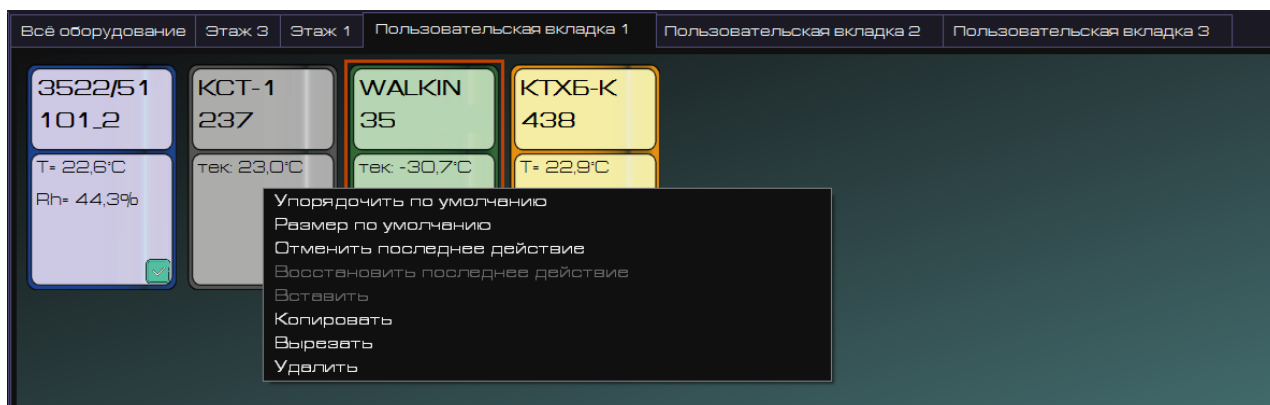 Всё оборудование Этаж 3 Этаж 1 Пользовательская вкладка 1 Пользовательская вкладка 2 Пользовательская вкладка 3
3522/51 КСТ-1 WALKIN КТХБ-К
101_2 237 35 438
T= 22,6°C тек: 23,0°C тек: -30,7°C T= 22,9°C
Rh= 44,3%
Упорядочить по умолчанию
Размер по умолчанию
Отменить последнее действие
Восстановить последнее действие
Вставить
Копировать
Вырезать
Удалить